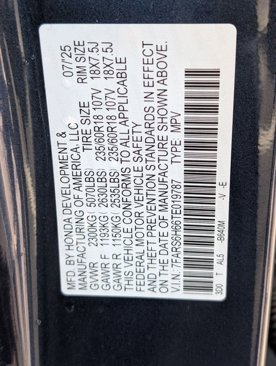 MFD. BY HONDA DEVELOPMENT & 07/25
MANUFACTURING OF AMERICA, LLC
TIRE SIZE RIM SIZE
GVWR 2300KG ( 5070LBS)
GAWR F 1193KG ( 2630LBS) 235/60R18 107V 18X7.5J
GAWR R 1150KG ( 2535LBS) 235/60R18 107V 18X7.5J
THIS VEHICLE CONFORMS TO ALL APPLICABLE
FEDERAL MOTOR VEHICLE SAFETY
AND THEFT PREVENTION STANDARDS IN EFFECT
ON THE DATE OF MANUFACTURE SHOWN ABOVE.
V.I.N.: 7FARS6H66TE019787 TYPE: MPV
3D0 T AL5 -B640M -/V -/E